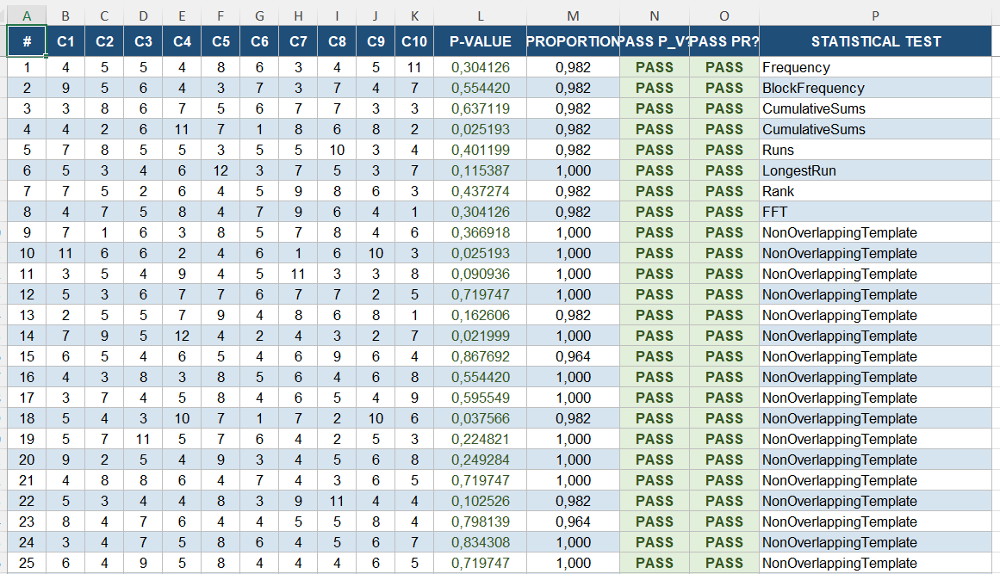 A B C D E F G H I J K L M N O P
# C1 C2 C3 C4 C5 C6 C7 C8 C9 C10 P-VALUE PROPORTION PASS P_V? PASS PR? STATISTICAL TEST
1 4 5 5 4 8 6 3 4 5 11 0,304126 0,982 PASS PASS Frequency
2 9 5 6 4 3 7 3 7 4 7 0,554420 0,982 PASS PASS BlockFrequency
3 3 8 6 7 5 6 7 7 3 3 0,637119 0,982 PASS PASS CumulativeSums
4 4 2 6 11 7 1 8 6 8 2 0,025193 0,982 PASS PASS CumulativeSums
5 7 8 5 5 3 5 5 10 3 4 0,401199 0,982 PASS PASS Runs
6 5 3 4 6 12 3 7 5 3 7 0,115387 1,000 PASS PASS LongestRun
7 7 5 2 6 4 5 9 8 6 3 0,437274 0,982 PASS PASS Rank
8 4 7 5 8 4 7 9 6 4 1 0,304126 0,982 PASS PASS FFT
9 7 1 6 3 8 5 7 8 4 6 0,366918 1,000 PASS PASS NonOverlappingTemplate
10 11 6 6 2 4 6 1 6 10 3 0,025193 1,000 PASS PASS NonOverlappingTemplate
11 3 5 4 9 4 5 11 3 3 8 0,090936 1,000 PASS PASS NonOverlappingTemplate
12 5 3 6 7 7 6 7 7 2 5 0,719747 1,000 PASS PASS NonOverlappingTemplate
13 2 5 5 7 9 4 8 6 8 1 0,162606 0,982 PASS PASS NonOverlappingTemplate
14 7 9 5 12 4 2 4 3 2 7 0,021999 1,000 PASS PASS NonOverlappingTemplate
15 6 5 4 6 5 4 6 9 6 4 0,867692 0,964 PASS PASS NonOverlappingTemplate
16 4 3 8 3 8 5 6 4 6 8 0,554420 1,000 PASS PASS NonOverlappingTemplate
17 3 7 4 5 8 4 6 5 4 9 0,595549 1,000 PASS PASS NonOverlappingTemplate
18 5 4 3 10 7 1 7 2 10 6 0,037566 0,982 PASS PASS NonOverlappingTemplate
19 5 7 11 5 7 6 4 2 5 3 0,224821 1,000 PASS PASS NonOverlappingTemplate
20 9 2 5 4 9 3 4 5 6 8 0,249284 1,000 PASS PASS NonOverlappingTemplate
21 4 8 8 6 4 7 4 3 6 5 0,719747 1,000 PASS PASS NonOverlappingTemplate
22 5 3 4 4 8 3 9 11 4 4 0,102526 0,982 PASS PASS NonOverlappingTemplate
23 8 4 7 6 4 4 5 5 8 4 0,798139 0,964 PASS PASS NonOverlappingTemplate
24 3 4 7 5 8 6 4 5 6 7 0,834308 1,000 PASS PASS NonOverlappingTemplate
25 6 4 9 5 8 4 4 4 6 5 0,719747 1,000 PASS PASS NonOverlappingTemplate